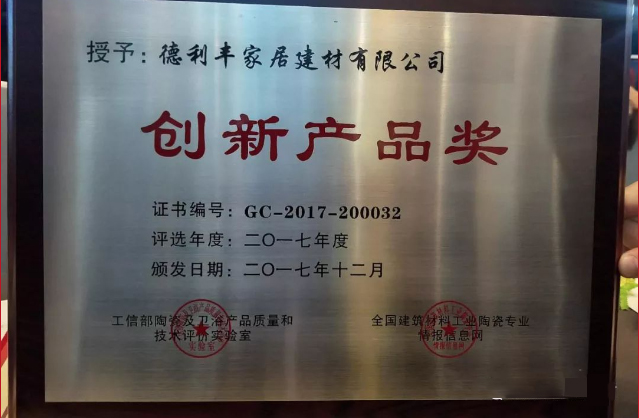 授予：德利丰家居建材有限公司
创新产品奖
证书编号：GC-2017-200032
评选年度：二〇一七年度
颁发日期：二〇一七年十二月
工信部陶瓷及卫浴产品质量和
技术评价实验室
全国建筑材料工业陶瓷专业
情报信息网